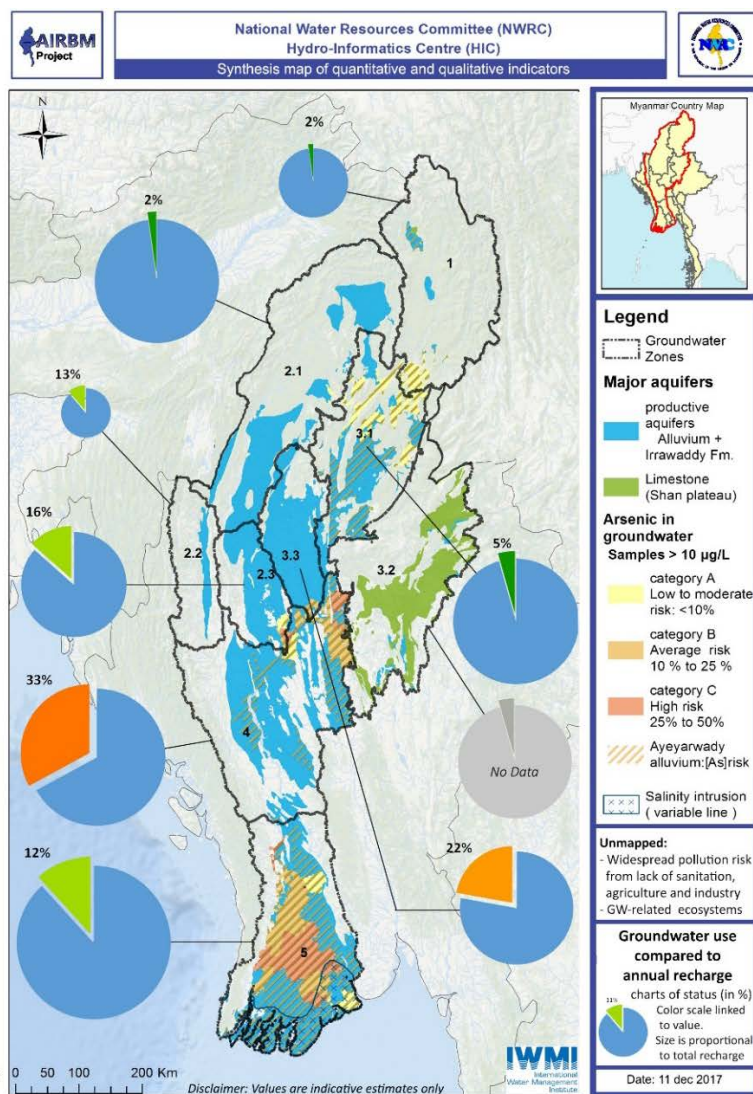 AIRBM
Project
National Water Resources Committee (NWRC)
Hydro-Informatics Centre (HIC)
Synthesis map of quantitative and qualitative indicators
NWRC
N
2%
2%
13%
16%
33%
12%
5%
No Data
22%
1
2.1
3.1
2.2
2.3
3.3
3.2
4
5
0
100
200 Km
Disclaimer: Values are indicative estimates only
IWMI
International
Water Management
Institute
Myanmar Country Map
Legend
Groundwater
Zones
Major aquifers
productive
aquifers
Alluvium +
Irrawaddy Fm.
Limestone
(Shan plateau)
Arsenic in
groundwater
Samples > 10 µg/L
category A
Low to moderate
risk: <10%
category B
Average risk
10 % to 25 %
category C
High risk
25% to 50%
Ayeyarwady
alluvium:[As]risk
Salinity intrusion
( variable line )
Unmapped:
- Widespread pollution risk
from lack of sanitation,
agriculture and industry
- GW-related ecosystems
Groundwater use
compared to
annual recharge
charts of status (in %)
11%
Color scale linked
to value.
Size is proportional
to total recharge
Date: 11 dec 2017